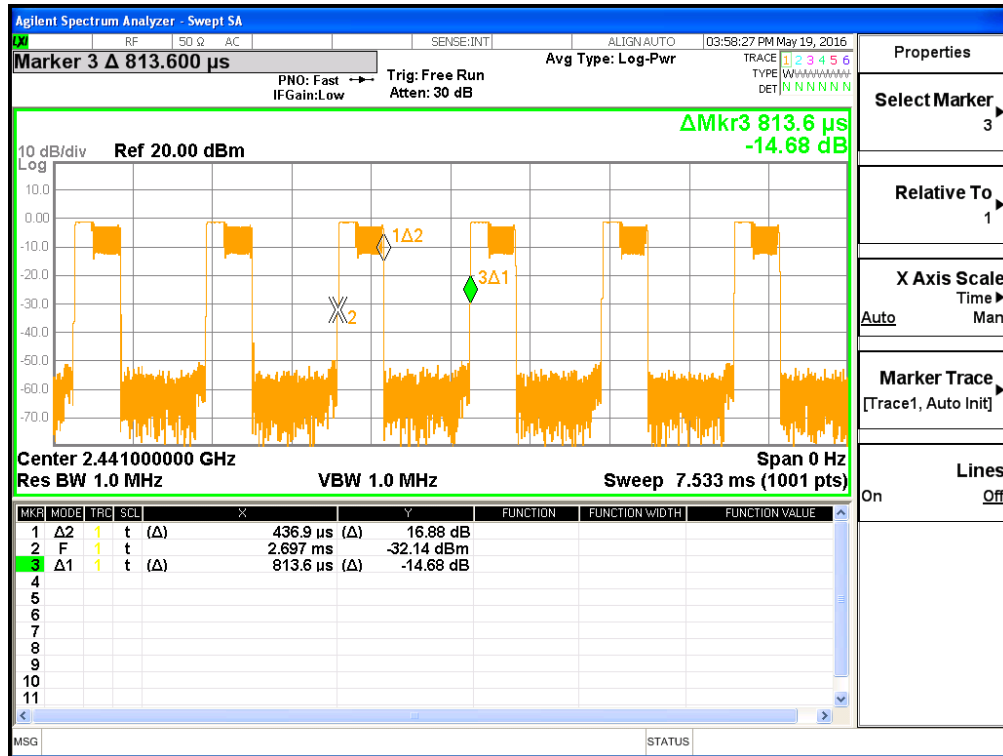 Agilent Spectrum Analyzer - Swept SA
LXI RF 50 Ω AC SENSE:INT ALIGN AUTO 03:58:27 PM May 19, 2016
Marker 3 Δ 813.600 µs
PNO: Fast
IFGain:Low
Trig: Free Run
Atten: 30 dB
Avg Type: Log-Pwr
TRACE 1 2 3 4 5 6
TYPE WWWWWW
DET N N N N N N
ΔMkr3 813.6 µs
-14.68 dB
10 dB/div Ref 20.00 dBm
Log
10.0
0.00
-10.0
-20.0
-30.0
-40.0
-50.0
-60.0
-70.0
1Δ2
3Δ1
2
Center 2.441000000 GHz Span 0 Hz
Res BW 1.0 MHz VBW 1.0 MHz Sweep 7.533 ms (1001 pts)
MKR MODE TRC SCL X Y FUNCTION FUNCTION WIDTH FUNCTION VALUE
1 Δ2 1 t (Δ) 436.9 µs (Δ) 16.88 dB
2 F 1 t 2.697 ms -32.14 dBm
3 Δ1 1 t (Δ) 813.6 µs (Δ) -14.68 dB
4
5
6
7
8
9
10
11
MSG STATUS
Properties
Select Marker
3
Relative To
1
X Axis Scale
Time
Auto Man
Marker Trace
[Trace1, Auto Init]
Lines
On Off